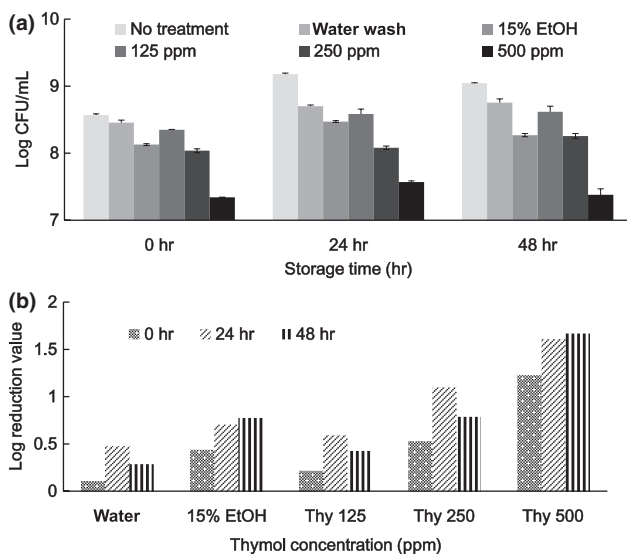 (a)
No treatment Water wash 15% EtOH
125 ppm 250 ppm 500 ppm
10
9
8
7
Log CFU/mL
0 hr 24 hr 48 hr
Storage time (hr)
(b)
0 hr 24 hr 48 hr
2
1.5
1
0.5
0
Log reduction value
Water 15% EtOH Thy 125 Thy 250 Thy 500
Thymol concentration (ppm)